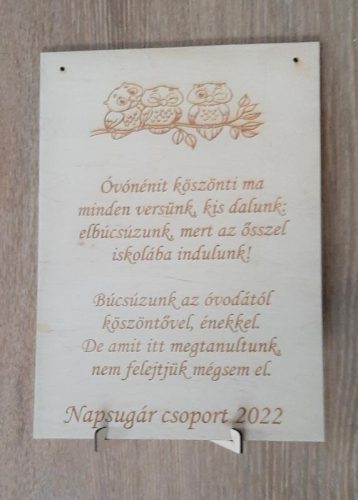 Óvónénit köszönti ma
minden versünk, kis dalunk:
elbúcsúzunk, mert az ősszel
iskolába indulunk!
Búcsúzunk az óvodától
köszöntővel, énekkel.
De amit itt megtanultunk,
nem felejtjük mégsem el.
Napsugár csoport 2022